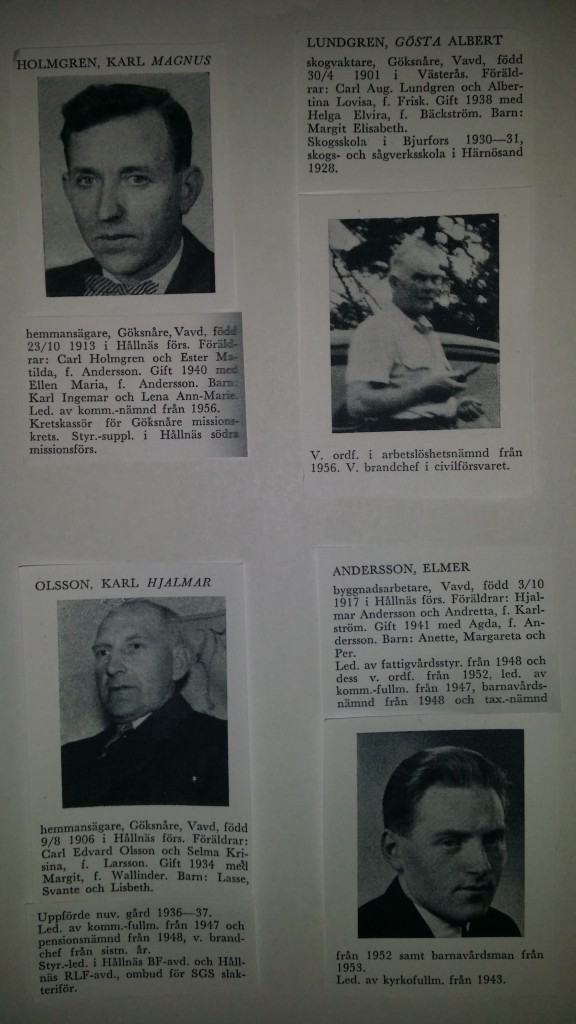 HOLMGREN, KARL MAGNUS
hemmansägare, Göksnåre, Vavd, född
23/10 1913 i Hållnäs förs. Föräld-
rar: Carl Holmgren och Ester Ma-
tilda, f. Andersson. Gift 1940 med
Ellen Maria, f. Andersson. Barn:
Karl Ingemar och Lena Ann-Marie.
Led. av komm.-nämnd från 1956.
Kretskassör för Göksnåre missions-
krets. Styr.-suppl. i Hållnäs södra
missionsförs.
LUNDGREN, GÖSTA ALBERT
skogvaktare, Göksnåre, Vavd, född
30/4 1901 i Västerås. Föräld-
rar: Carl Aug. Lundgren och Alber-
tina Lovisa, f. Frisk. Gift 1938 med
Helga Elvira, f. Bäckström. Barn:
Margit Elisabeth.
Skogsskola i Bjurfors 1930—31,
skogs- och sågverksskola i Härnösand
1928.
V. ordf. i arbetslöshetsnämnd från
1956. V. brandchef i civilförsvaret.
OLSSON, KARL HJALMAR
hemmansägare, Göksnåre, Vavd, född
9/8 1906 i Hållnäs förs. Föräldrar:
Carl Edvard Olsson och Selma Kri-
sina, f. Larsson. Gift 1934 med
Margit, f. Wallinder. Barn: Lasse,
Svante och Lisbeth.
Uppförde nuv. gård 1936—37.
Led. av komm.-fullm. från 1947 och
pensionsnämnd från 1948, v. brand-
chef från sistn. år.
Styr.-led. i Hållnäs BF-avd. och Håll-
näs RLF-avd., ombud för SGS slak-
teriför.
ANDERSSON, ELMER
byggnadsarbetare, Vavd, född 3/10
1917 i Hållnäs förs. Föräldrar: Hjal-
mar Andersson och Andretta, f. Karl-
ström. Gift 1941 med Agda, f. An-
dersson. Barn: Anette, Margareta och
Per.
Led. av fattigvårdsstyr. från 1948 och
dess v. ordf. från 1952, led. av
komm.-fullm. från 1947, barnavårds-
nämnd från 1948 och tax.-nämnd
från 1952 samt barnavårdsman från
1953.
Led. av kyrkofullm. från 1943.